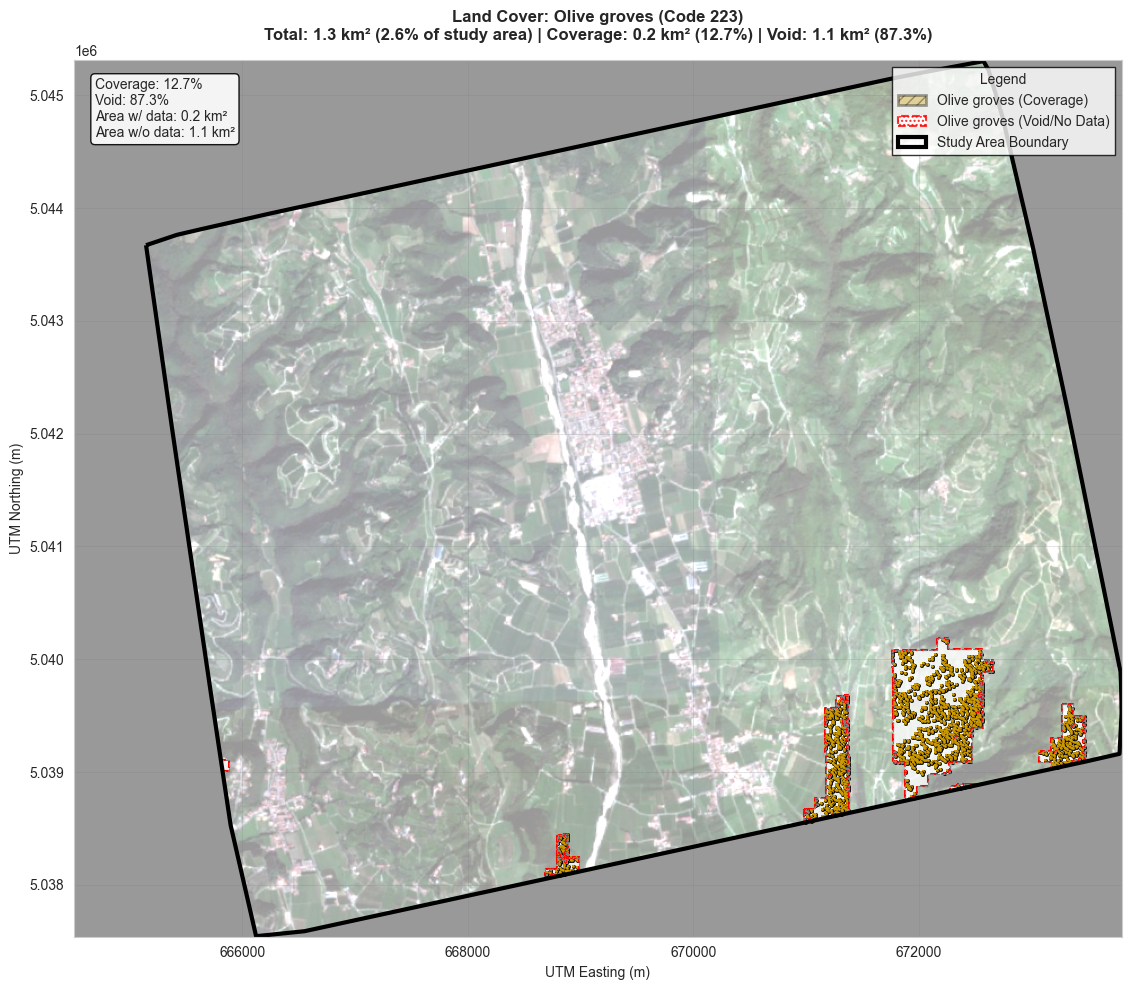 Land Cover: Olive groves (Code 223)
Total: 1.3 km² (2.6% of study area) | Coverage: 0.2 km² (12.7%) | Void: 1.1 km² (87.3%)
1e6
Coverage: 12.7%
Void: 87.3%
Area w/ data: 0.2 km²
Area w/o data: 1.1 km²
Legend
Olive groves (Coverage)
Olive groves (Void/No Data)
Study Area Boundary
5.045
5.044
5.043
5.042
5.041
5.040
5.039
5.038
UTM Northing (m)
666000 668000 670000 672000
UTM Easting (m)